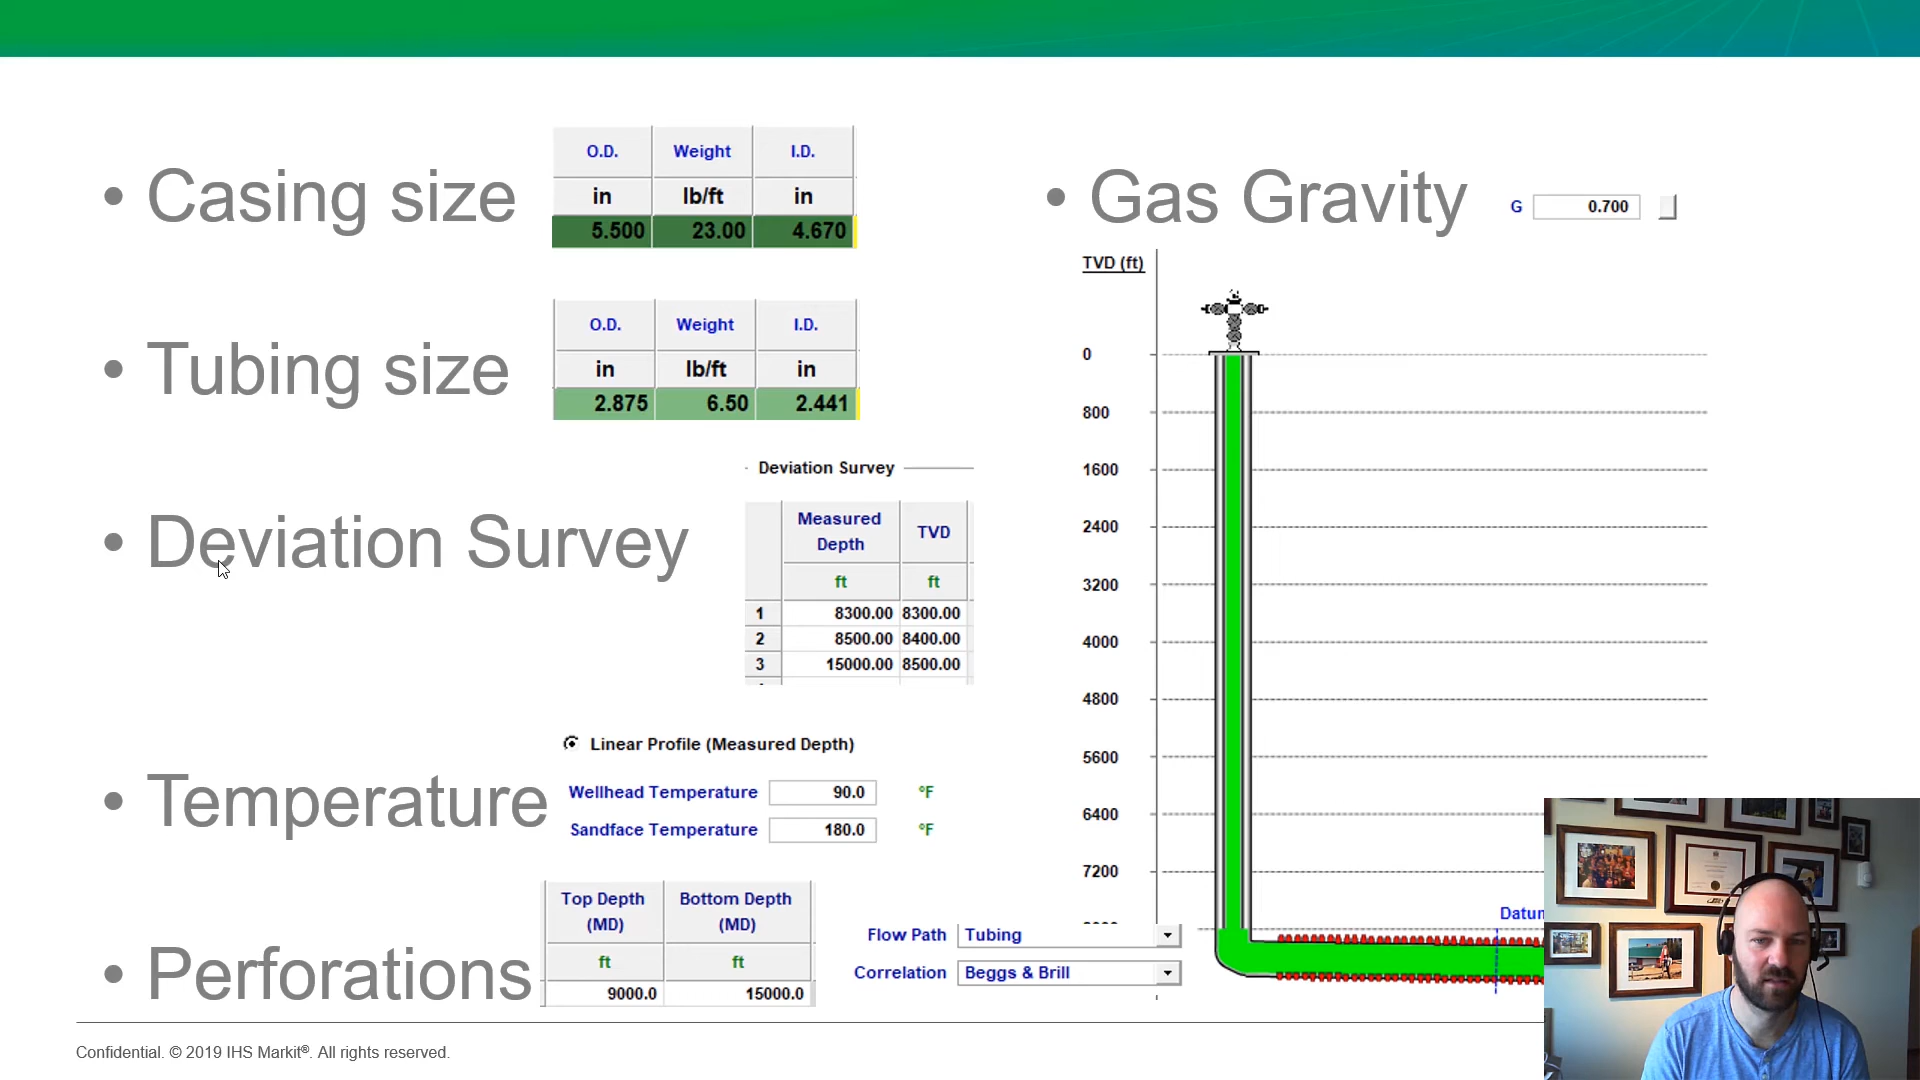 • Casing size
O.D. Weight I.D.
in lb/ft in
5.500 23.00 4.670
• Tubing size
O.D. Weight I.D.
in lb/ft in
2.875 6.50 2.441
• Deviation Survey
Deviation Survey
Measured Depth TVD
ft ft
1 8300.00 8300.00
2 8500.00 8400.00
3 15000.00 8500.00
• Temperature
Linear Profile (Measured Depth)
Wellhead Temperature 90.0 °F
Sandface Temperature 180.0 °F
• Perforations
Top Depth (MD) Bottom Depth (MD)
ft ft
9000.0 15000.0
Flow Path Tubing
Correlation Beggs & Brill
• Gas Gravity
G 0.700
TVD (ft)
0
800
1600
2400
3200
4000
4800
5600
6400
7200
Confidential. © 2019 IHS Markit®. All rights reserved.